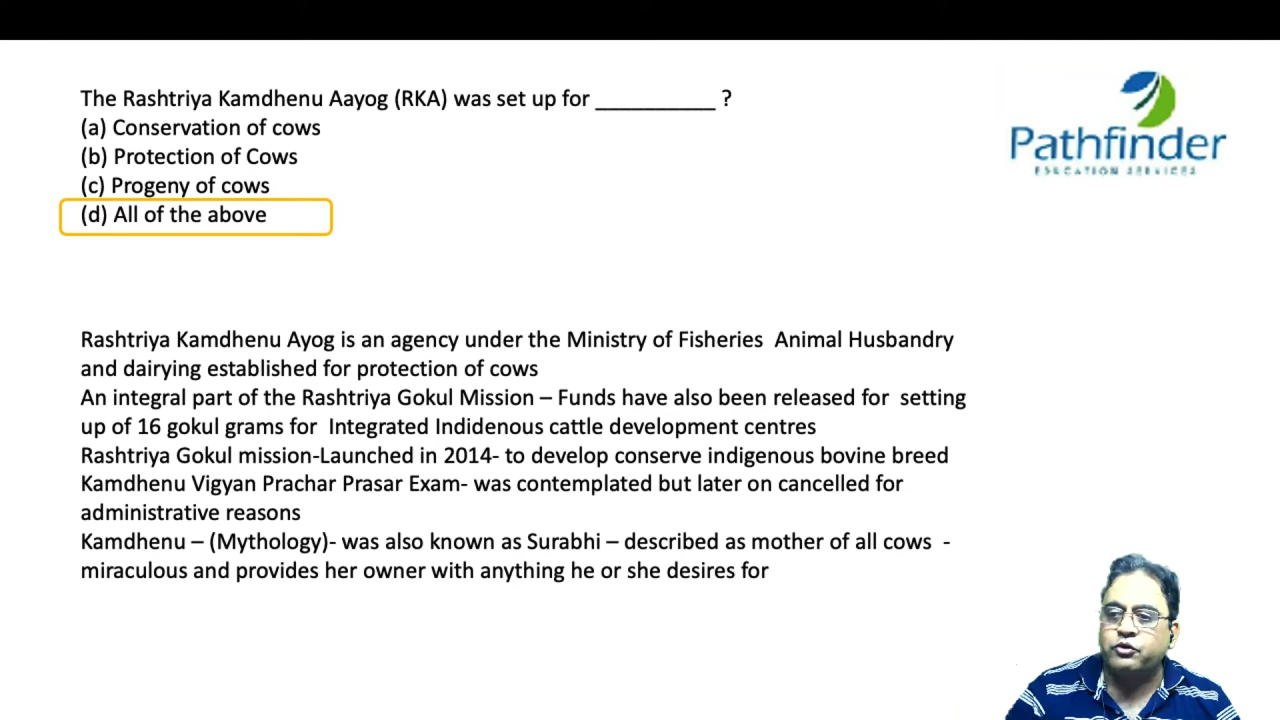 The Rashtriya Kamdhenu Aayog (RKA) was set up for __________ ?
(a) Conservation of cows
(b) Protection of Cows
(c) Progeny of cows
(d) All of the above
Pathfinder
EDUCATION SERVICES
Rashtriya Kamdhenu Ayog is an agency under the Ministry of Fisheries  Animal Husbandry
and dairying established for protection of cows
An integral part of the Rashtriya Gokul Mission – Funds have also been released for  setting
up of 16 gokul grams for  Integrated Indidenous cattle development centres
Rashtriya Gokul mission-Launched in 2014- to develop conserve indigenous bovine breed
Kamdhenu Vigyan Prachar Prasar Exam- was contemplated but later on cancelled for
administrative reasons
Kamdhenu – (Mythology)- was also known as Surabhi – described as mother of all cows  -
miraculous and provides her owner with anything he or she desires for